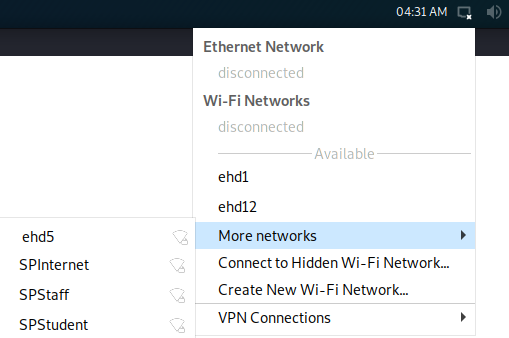 04:31 AM
Ethernet Network
disconnected
Wi-Fi Networks
disconnected
Available
ehd1
ehd12
More networks
Connect to Hidden Wi-Fi Network...
Create New Wi-Fi Network...
VPN Connections
ehd5
SPInternet
SPStaff
SPStudent